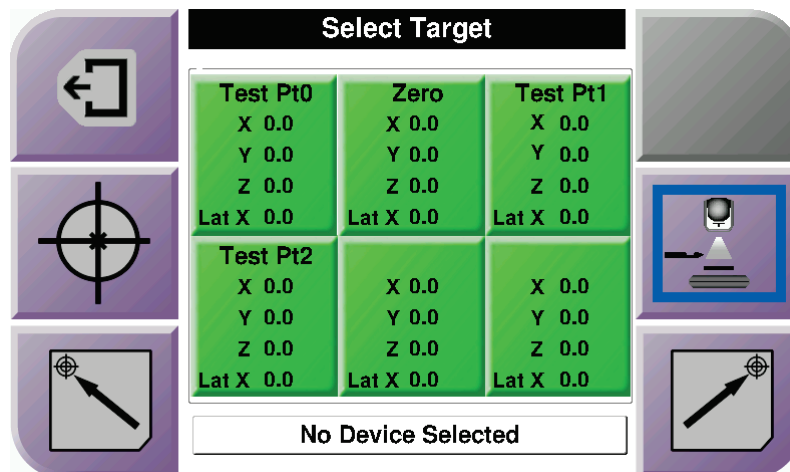 Select Target
Test Pt0 Zero Test Pt1
X 0.0 X 0.0 X 0.0
Y 0.0 Y 0.0 Y 0.0
Z 0.0 Z 0.0 Z 0.0
Lat X 0.0 Lat X 0.0 Lat X 0.0
Test Pt2
X 0.0 X 0.0 X 0.0
Y 0.0 Y 0.0 Y 0.0
Z 0.0 Z 0.0 Z 0.0
Lat X 0.0 Lat X 0.0 Lat X 0.0
No Device Selected